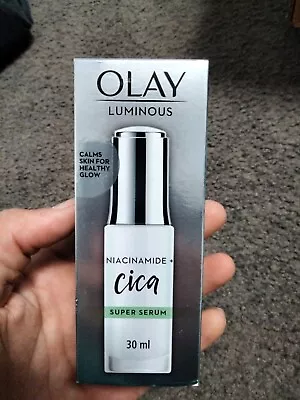 OLAY
LUMINOUS
CALMS
SKIN FOR
HEALTHY
GLOW
NIACINAMIDE +
cica
SUPER SERUM
30 ml